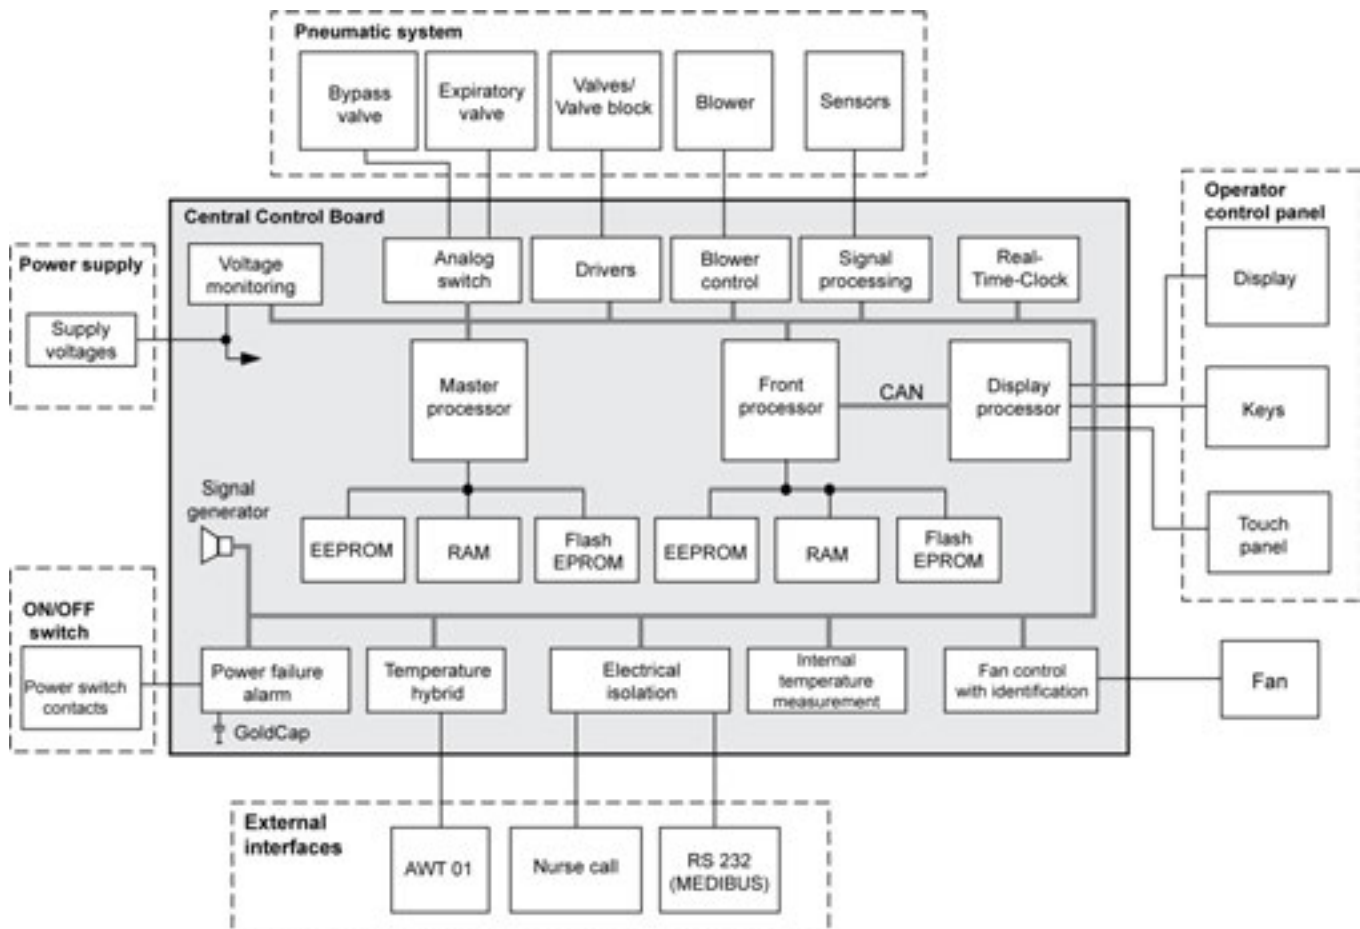 Pneumatic system
Bypass
valve
Expiratory
valve
Valves/
Valve block
Blower
Sensors
Operator
control panel
Display
Keys
Touch
panel
Central Control Board
Power supply
Supply
voltages
Voltage
monitoring
Analog
switch
Drivers
Blower
control
Signal
processing
Real-
Time-Clock
Master
processor
Front
processor
CAN
Display
processor
Signal
generator
EEPROM
RAM
Flash
EPROM
EEPROM
RAM
Flash
EPROM
ON/OFF
switch
Power switch
contacts
Power failure
alarm
GoldCap
Temperature
hybrid
Electrical
isolation
Internal
temperature
measurement
Fan control
with identification
Fan
External
interfaces
AWT 01
Nurse call
RS 232
(MEDIBUS)